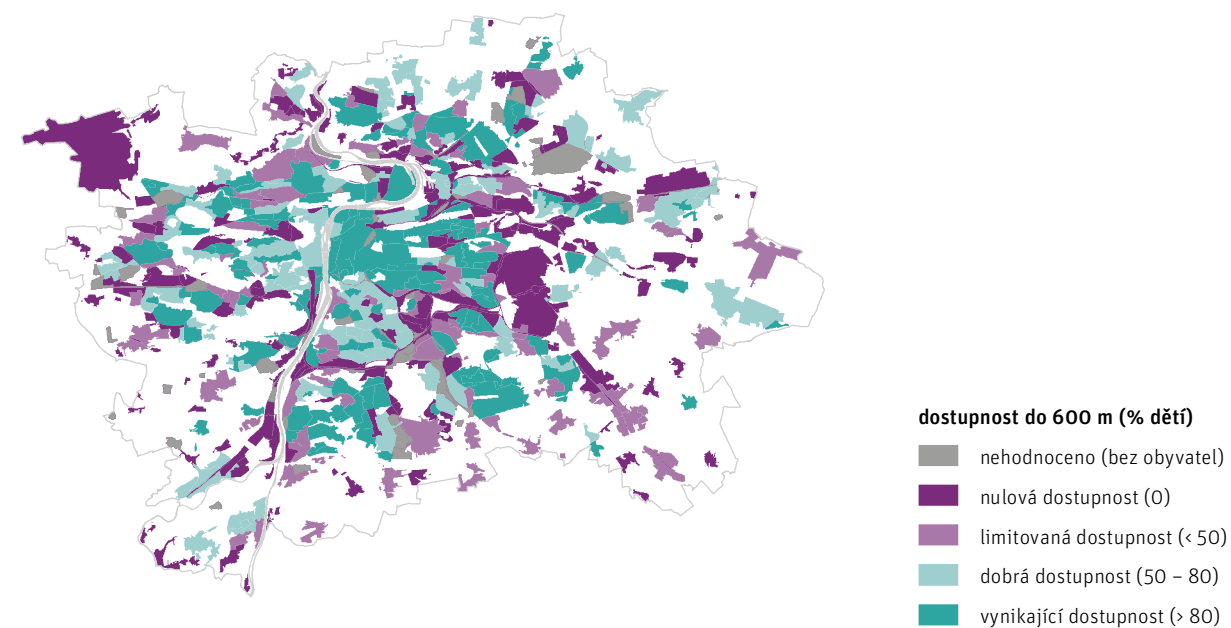 dostupnost do 600 m (% dětí)
nehodnoceno (bez obyvatel)
nulová dostupnost (0)
limitovaná dostupnost (< 50)
dobrá dostupnost (50 – 80)
vynikající dostupnost (> 80)